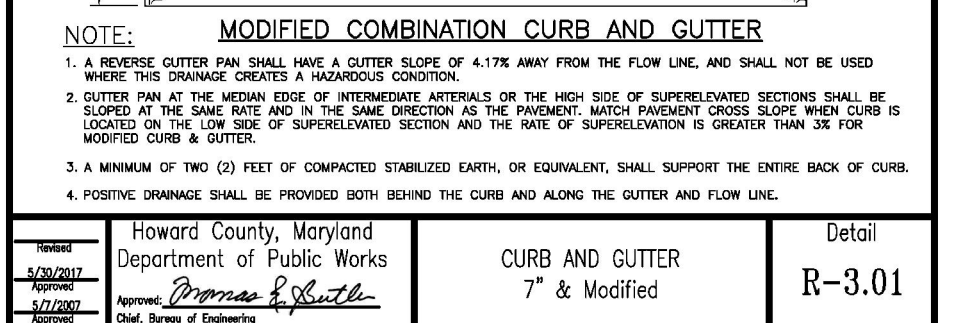 MODIFIED COMBINATION CURB AND GUTTER
NOTE:
1. A REVERSE GUTTER PAN SHALL HAVE A GUTTER SLOPE OF 4.17% AWAY FROM THE FLOW LINE, AND SHALL NOT BE USED
WHERE THIS DRAINAGE CREATES A HAZARDOUS CONDITION.
2. GUTTER PAN AT THE MEDIAN EDGE OF INTERMEDIATE ARTERIALS OR THE HIGH SIDE OF SUPERELEVATED SECTIONS SHALL BE
SLOPED AT THE SAME RATE AND IN THE SAME DIRECTION AS THE PAVEMENT. MATCH PAVEMENT CROSS SLOPE WHEN CURB IS
LOCATED ON THE LOW SIDE OF SUPERELEVATED SECTION AND THE RATE OF SUPERELEVATION IS GREATER THAN 3% FOR
MODIFIED CURB & GUTTER.
3. A MINIMUM OF TWO (2) FEET OF COMPACTED STABILIZED EARTH, OR EQUIVALENT, SHALL SUPPORT THE ENTIRE BACK OF CURB.
4. POSITIVE DRAINAGE SHALL BE PROVIDED BOTH BEHIND THE CURB AND ALONG THE GUTTER AND FLOW LINE.
Revised
5/30/2017
Approved
5/7/2007
Approved
Howard County, Maryland
Department of Public Works
Approved: Thomas E. Butler
Chief, Bureau of Engineering
CURB AND GUTTER
7" & Modified
Detail
R-3.01